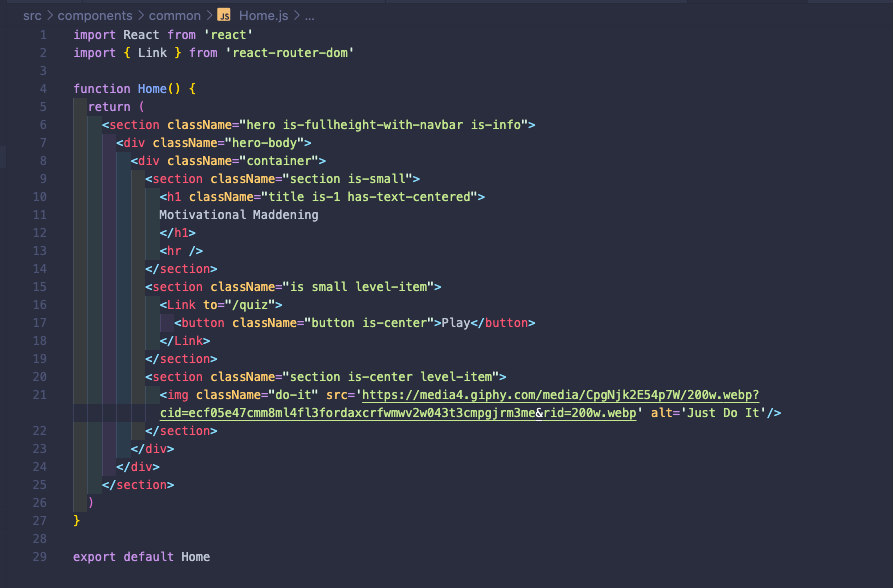 src > components > common > JS Home.js > ...
1 import React from 'react'
2 import { Link } from 'react-router-dom'
3
4 function Home() {
5 return (
6 <section className="hero is-fullheight-with-navbar is-info">
7 <div className="hero-body">
8 <div className="container">
9 <section className="section is-small">
10 <h1 className="title is-1 has-text-centered">
11 Motivational Maddening
12 </h1>
13 <hr />
14 </section>
15 <section className="is small level-item">
16 <Link to="/quiz">
17 <button className="button is-center">Play</button>
18 </Link>
19 </section>
20 <section className="section is-center level-item">
21 <img className="do-it" src='https://media4.giphy.com/media/CpgNjk2E54p7W/200w.webp?
cid=ecf05e47cmm8ml4fl3fordaxcrfwmwv2w043t3cmpgjrm3me&rid=200w.webp' alt='Just Do It'/>
22 </section>
23 </div>
24 </div>
25 </section>
26 )
27 }
28
29 export default Home